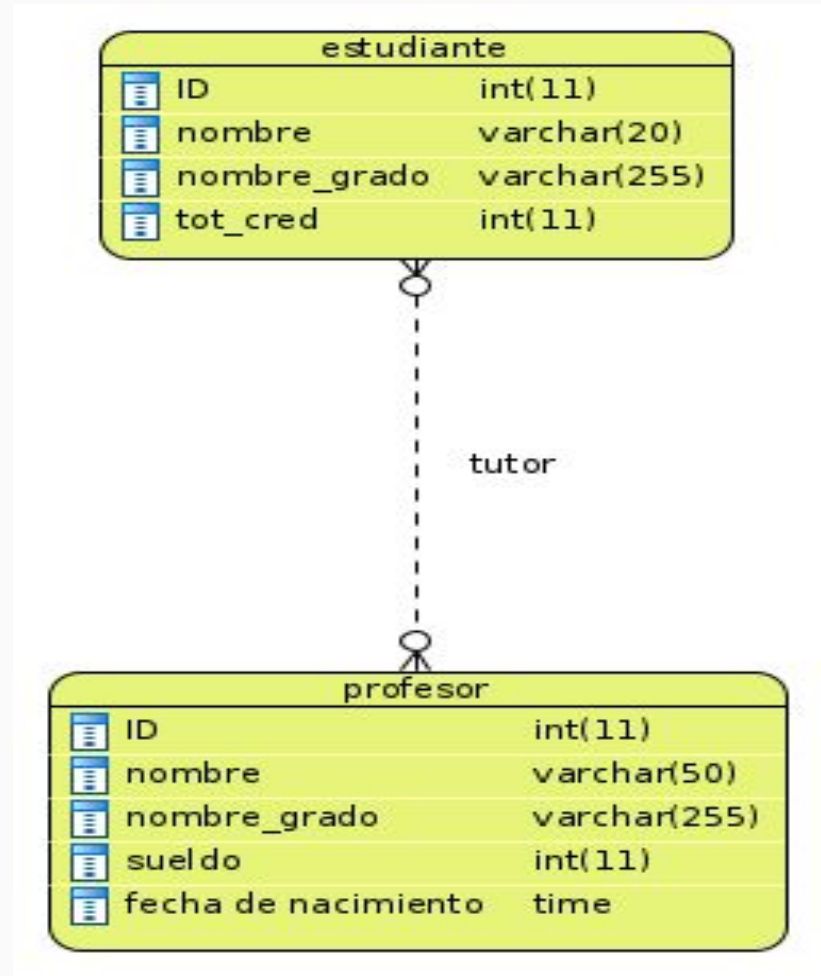 estudiante
ID int(11)
nombre varchar(20)
nombre_grado varchar(255)
tot_cred int(11)
tutor
profesor
ID int(11)
nombre varchar(50)
nombre_grado varchar(255)
sueldo int(11)
fecha de nacimiento time